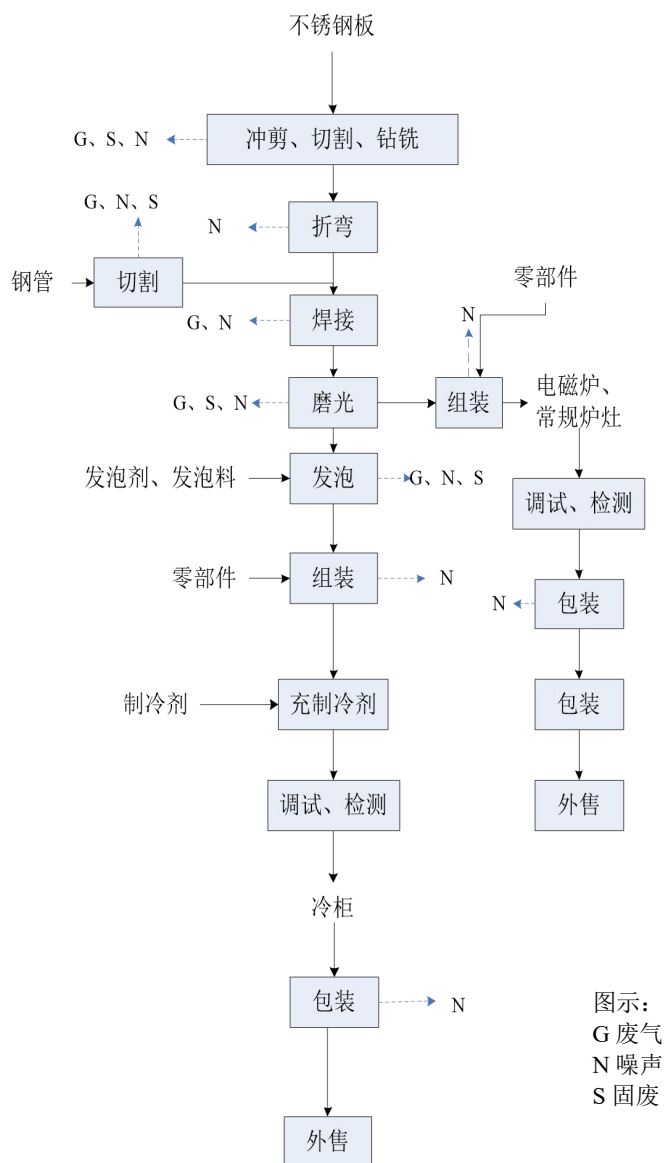 不锈钢板
G、S、N
冲剪、切割、钻铣
G、N、S
N
折弯
钢管
切割
零部件
N
G、N
焊接
G、S、N
磨光
组装
电磁炉、
常规炉灶
发泡剂、发泡料
发泡
G、N、S
调试、检测
零部件
组装
N
N
包装
制冷剂
充制冷剂
包装
调试、检测
外售
冷柜
包装
N
图示：
G 废气
N 噪声
S 固废
外售